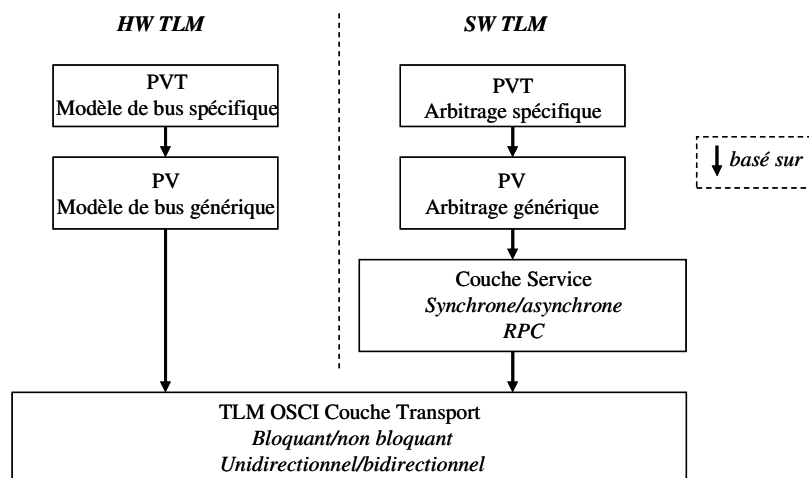 HW TLM
SW TLM
PVT
Modèle de bus spécifique
PVT
Arbitrage spécifique
basé sur
PV
Modèle de bus générique
PV
Arbitrage générique
Couche Service
Synchrone/asynchrone
RPC
TLM OSCI Couche Transport
Bloquant/non bloquant
Unidirectionnel/bidirectionnel